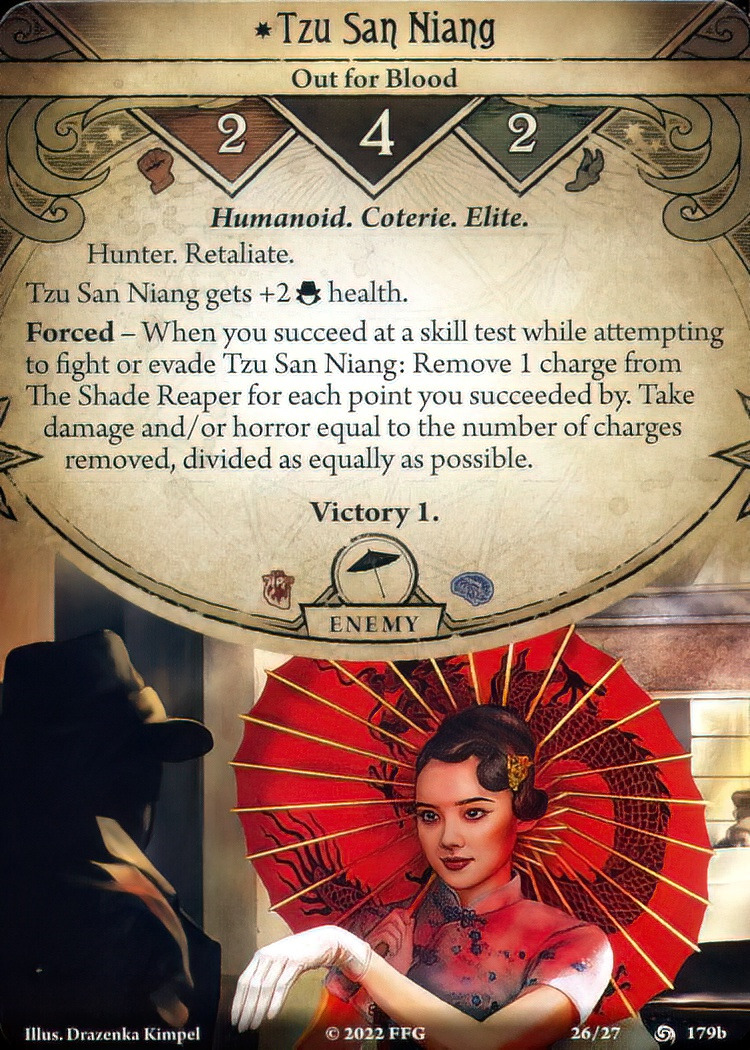 Tzu San Niang
Out for Blood
2 4 2
Humanoid. Coterie. Elite.
Hunter. Retaliate.
Tzu San Niang gets +2 health.
Forced – When you succeed at a skill test while attempting
to fight or evade Tzu San Niang: Remove 1 charge from
The Shade Reaper for each point you succeeded by. Take
damage and/or horror equal to the number of charges
removed, divided as equally as possible.
Victory 1.
ENEMY
Illus. Drazenka Kimpel © 2022 FFG 26/27 179b